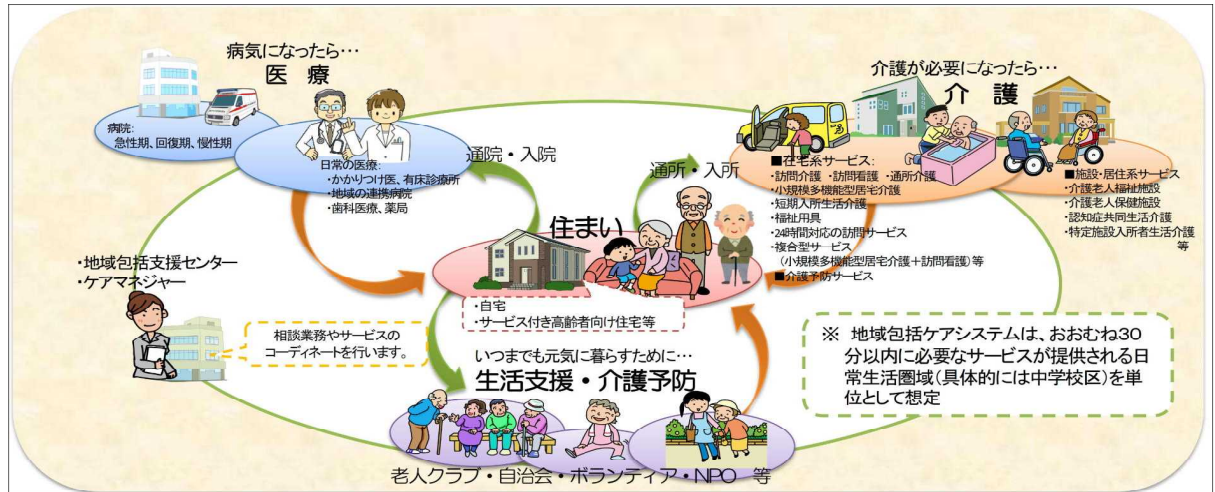 病気になったら…
医 療
病院:
急性期、回復期、慢性期
日常の医療:
・かかりつけ医、有床診療所
・地域の連携病院
・歯科医療、薬局
通院・入院
通所・入所
介護が必要になったら…
介 護
■在宅系サービス:
・訪問介護 ・訪問看護 ・通所介護
・小規模多機能型居宅介護
・短期入所生活介護
・福祉用具
・24時間対応の訪問サービス
・複合型サービス
(小規模多機能型居宅介護+訪問看護)等
■介護予防サービス
■施設・居住系サービス
・介護老人福祉施設
・介護老人保健施設
・認知症共同生活介護
・特定施設入所者生活介護
等
住まい
・自宅
・サービス付き高齢者向け住宅等
・地域包括支援センター
・ケアマネジャー
相談業務やサービスの
コーディネートを行います。
いつまでも元気に暮らすために…
生活支援・介護予防
老人クラブ・自治会・ボランティア・NPO 等
※ 地域包括ケアシステムは、おおむね30
分以内に必要なサービスが提供される日
常生活圏域(具体的には中学校区)を単
位として想定